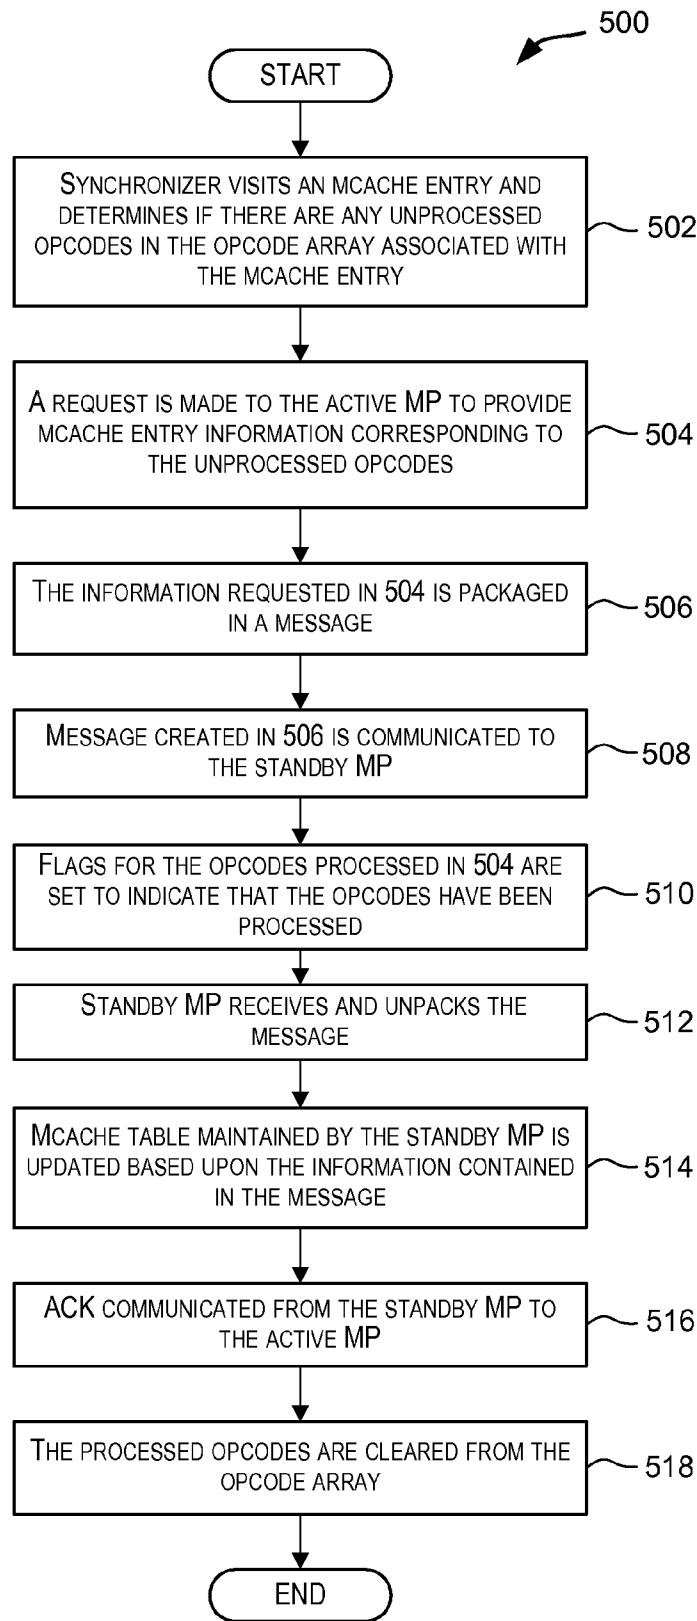 500
START
SYNCHRONIZER VISITS AN MCACHE ENTRY AND
DETERMINES IF THERE ARE ANY UNPROCESSED
OPCODES IN THE OPCODE ARRAY ASSOCIATED WITH
THE MCACHE ENTRY
502
A REQUEST IS MADE TO THE ACTIVE MP TO PROVIDE
MCACHE ENTRY INFORMATION CORRESPONDING TO
THE UNPROCESSED OPCODES
504
THE INFORMATION REQUESTED IN 504 IS PACKAGED
IN A MESSAGE
506
MESSAGE CREATED IN 506 IS COMMUNICATED TO
THE STANDBY MP
508
FLAGS FOR THE OPCODES PROCESSED IN 504 ARE
SET TO INDICATE THAT THE OPCODES HAVE BEEN
PROCESSED
510
STANDBY MP RECEIVES AND UNPACKS THE
MESSAGE
512
MCACHE TABLE MAINTAINED BY THE STANDBY MP IS
UPDATED BASED UPON THE INFORMATION CONTAINED
IN THE MESSAGE
514
ACK COMMUNICATED FROM THE STANDBY MP TO
THE ACTIVE MP
516
THE PROCESSED OPCODES ARE CLEARED FROM THE
OPCODE ARRAY
518
END